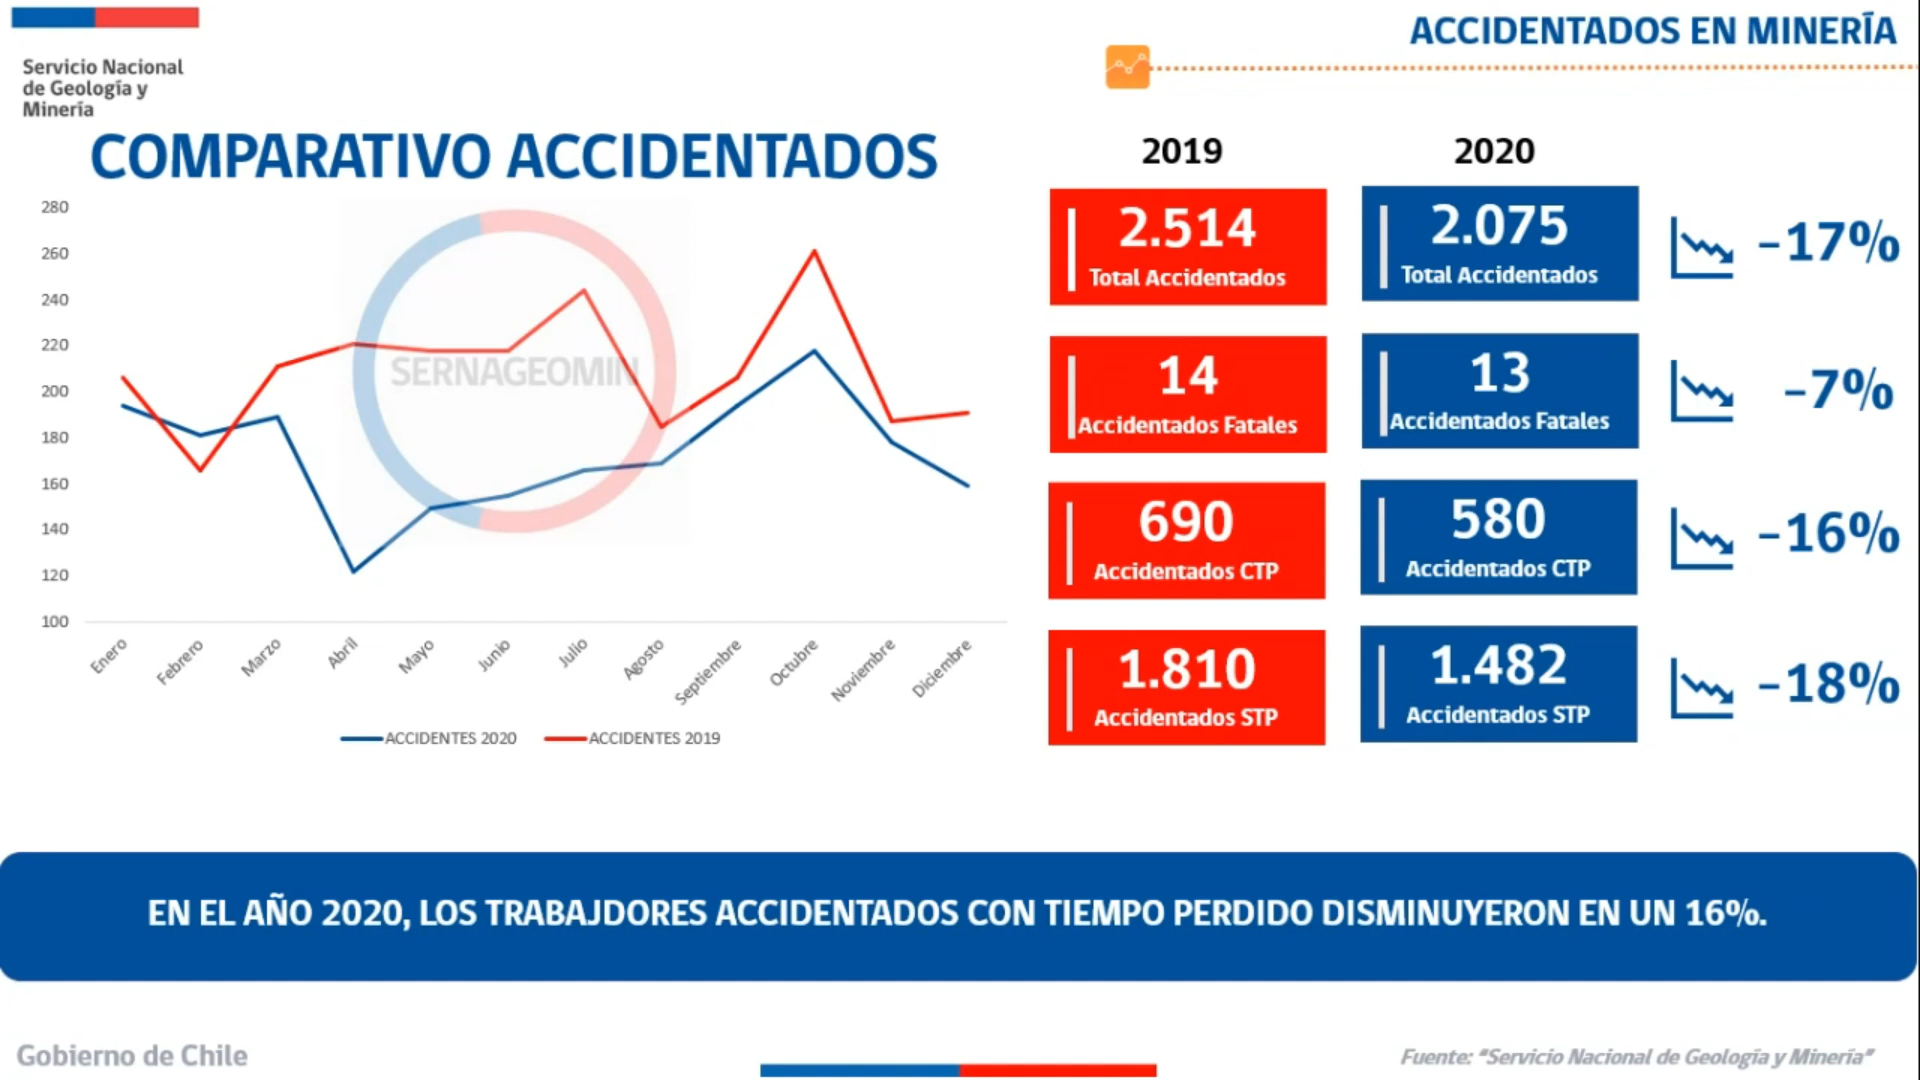 Servicio Nacional
de Geología y
Minería
ACCIDENTADOS EN MINERÍA
COMPARATIVO ACCIDENTADOS
280
260
240
220
200
180
160
140
120
100
SERNAGEOMIN
Enero
Febrero
Marzo
Abril
Mayo
Junio
Julio
Agosto
Septiembre
Octubre
Noviembre
Diciembre
ACCIDENTES 2020
ACCIDENTES 2019
2019
2020
2.514
Total Accidentados
2.075
Total Accidentados
-17%
14
Accidentados Fatales
13
Accidentados Fatales
-7%
690
Accidentados CTP
580
Accidentados CTP
-16%
1.810
Accidentados STP
1.482
Accidentados STP
-18%
EN EL AÑO 2020, LOS TRABAJDORES ACCIDENTADOS CON TIEMPO PERDIDO DISMINUYERON EN UN 16%.
Gobierno de Chile
Fuente: "Servicio Nacional de Geología y Minería"